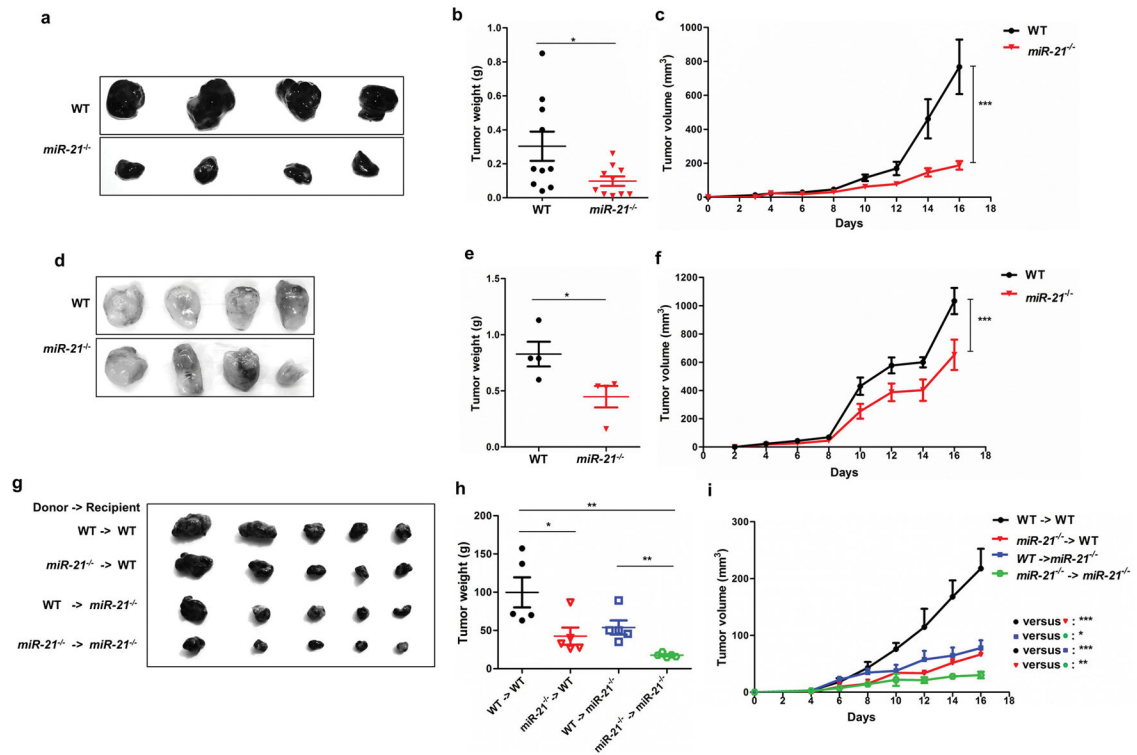 a
WT
miR-21-/-
b
Tumor weight (g)
1.0
0.8
0.6
0.4
0.2
0.0
*
WT
miR-21-/-
c
Tumor volume (mm3)
1000
800
600
400
200
0
0 2 4 6 8 10 12 14 16 18
Days
WT
miR-21-/-
***
d
WT
miR-21-/-
e
Tumor weight (g)
1.5
1.0
0.5
0.0
*
WT
miR-21-/-
f
Tumor volume (mm3)
1200
1000
800
600
400
200
0
0 2 4 6 8 10 12 14 16 18
Days
WT
miR-21-/-
***
g
Donor -> Recipient
WT -> WT
miR-21-/- -> WT
WT -> miR-21-/-
miR-21-/- -> miR-21-/-
h
Tumor weight (g)
200
150
100
50
0
**
*
**
WT -> WT
miR-21-/- -> WT
WT -> miR-21-/-
miR-21-/- -> miR-21-/-
i
Tumor volume (mm3)
300
200
100
0
0 2 4 6 8 10 12 14 16 18
Days
WT -> WT
miR-21-/-> WT
WT ->miR-21-/-
miR-21-/- -> miR-21-/-
versus : ***
versus : *
versus : ***
versus : **